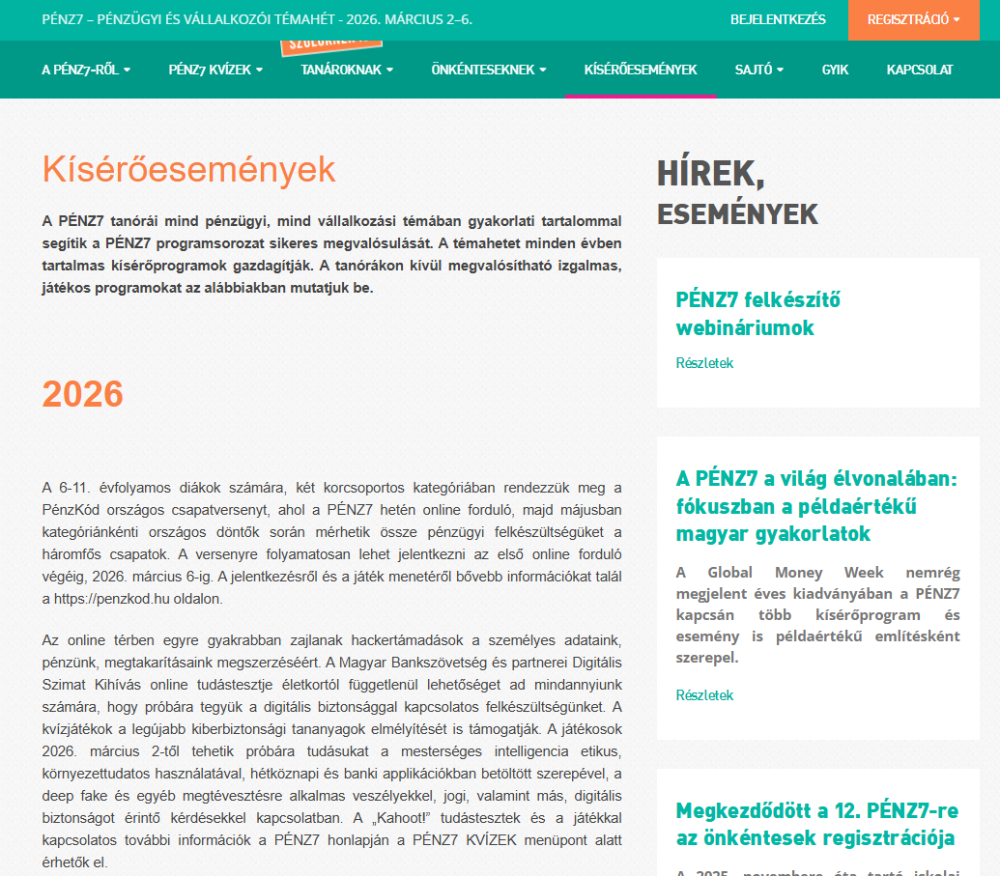 PÉNZ7 – PÉNZÜGYI ÉS VÁLLALKOZÓI TÉMAHÉT - 2026. MÁRCIUS 2–6.
BEJELENTKEZÉS
REGISZTRÁCIÓ
A PÉNZ7-RŐL
PÉNZ7 KVÍZEK
TANÁROKNAK
ÖNKÉNTESEKNEK
KÍSÉRŐESEMÉNYEK
SAJTÓ
GYIK
KAPCSOLAT
Kísérőesemények
A PÉNZ7 tanórái mind pénzügyi, mind vállalkozási témában gyakorlati tartalommal
segítik a PÉNZ7 programsorozat sikeres megvalósulását. A témahetet minden évben
tartalmas kísérőprogramok gazdagítják. A tanórákon kívül megvalósítható izgalmas,
játékos programokat az alábbiakban mutatjuk be.
2026
A 6-11. évfolyamos diákok számára, két korcsoportos kategóriában rendezzük meg a
PénzKód országos csapatversenyt, ahol a PÉNZ7 hetén online forduló, majd májusban
kategóriánkénti országos döntők során mérhetik össze pénzügyi felkészültségüket a
háromfős csapatok. A versenyre folyamatosan lehet jelentkezni az első online forduló
végéig, 2026. március 6-ig. A jelentkezésről és a játék menetéről bővebb információkat talál
a https://penzkod.hu oldalon.
Az online térben egyre gyakrabban zajlanak hackertámadások a személyes adataink,
pénzünk, megtakarításaink megszerzéséért. A Magyar Bankszövetség és partnerei Digitális
Szimat Kihívás online tudástesztje életkortól függetlenül lehetőséget ad mindannyiunk
számára, hogy próbára tegyük a digitális biztonsággal kapcsolatos felkészültségünket. A
kvízjátékok a legújabb kiberbiztonsági tananyagok elmélyítését is támogatják. A játékosok
2026. március 2-től tehetik próbára tudásukat a mesterséges intelligencia etikus,
környezettudatos használatával, hétköznapi és banki applikációkban betöltött szerepével, a
deep fake és egyéb megtévesztésre alkalmas veszélyekkel, jogi, valamint más, digitális
biztonságot érintő kérdésekkel kapcsolatban. A „Kahoot!” tudástesztek és a játékkal
kapcsolatos további információk a PÉNZ7 honlapján a PÉNZ7 KVÍZEK menüpont alatt
érhetők el.
HÍREK,
ESEMÉNYEK
PÉNZ7 felkészítő
webináriumok
Részletek
A PÉNZ7 a világ élvonalában:
fókuszban a példaértékű
magyar gyakorlatok
A Global Money Week nemrég
megjelent éves kiadványában a PÉNZ7
kapcsán több kísérőprogram és
esemény is példaértékű említésként
szerepel.
Részletek
Megkezdődött a 12. PÉNZ7-re
az önkéntesek regisztrációja
A 2025. novembere óta tartó iskolai